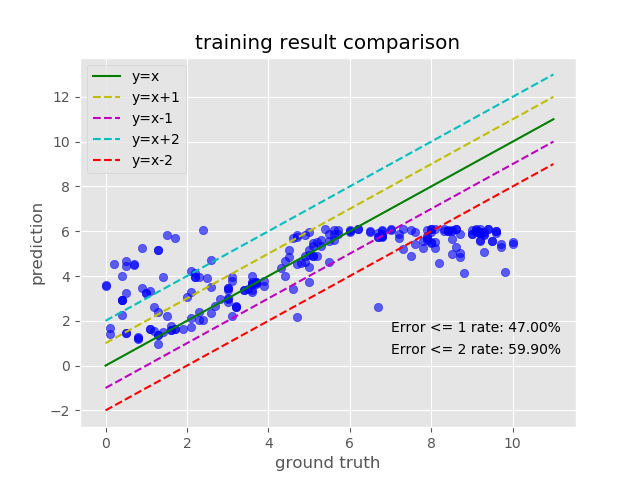 training result comparison
y=x
y=x+1
y=x-1
y=x+2
y=x-2
12
10
8
6
4
2
0
−2
prediction
Error <= 1 rate: 47.00%
Error <= 2 rate: 59.90%
0 2 4 6 8 10
ground truth